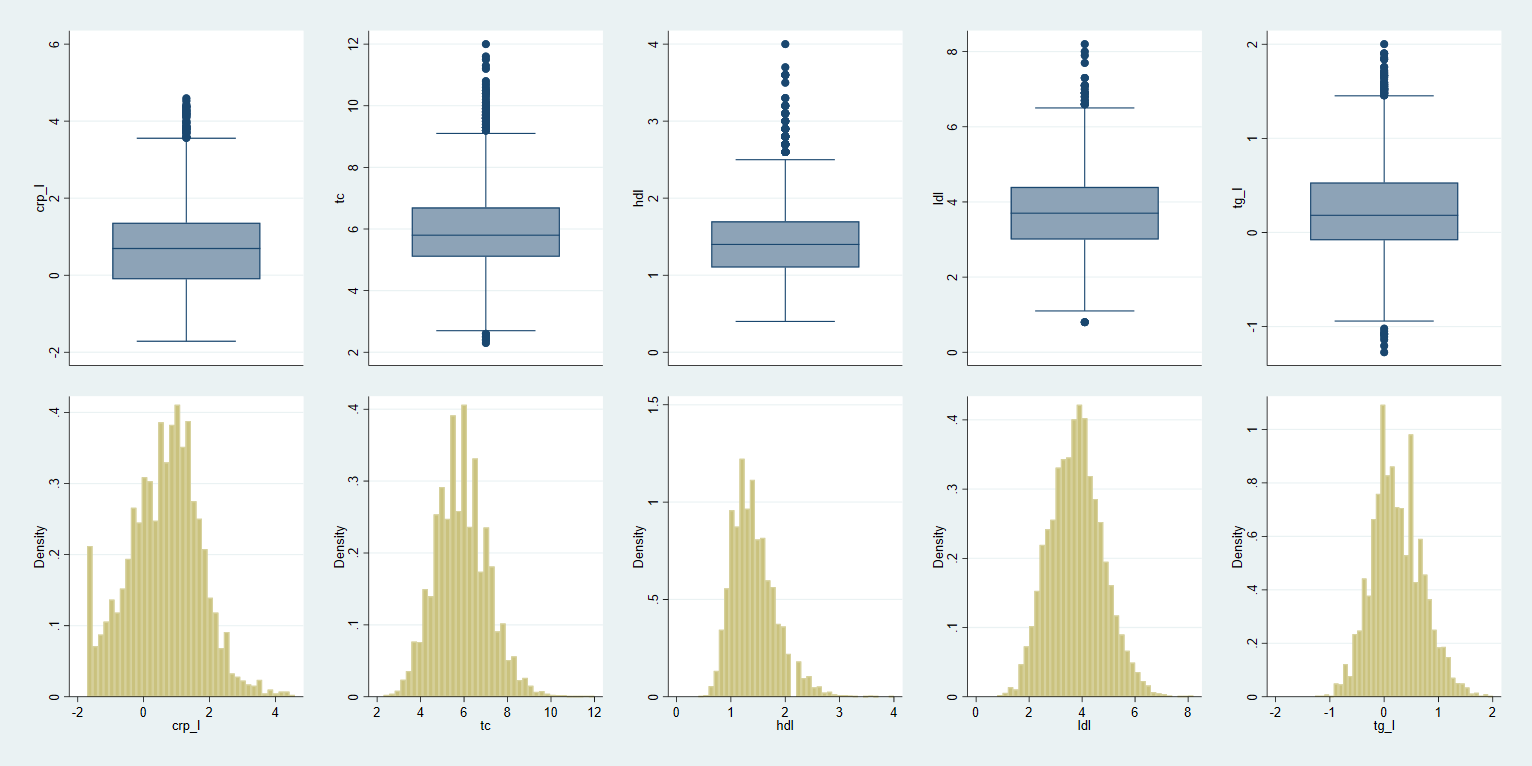 crp_l
-2 0 2 4 6
tc
2 4 6 8 10 12
hdl
0 1 2 3 4
ldl
0 2 4 6 8
tg_l
-1 0 1 2
Density
0 .1 .2 .3 .4
-2 0 2 4
crp_l
Density
0 .1 .2 .3 .4
2 4 6 8 10 12
tc
Density
0 .5 1 1.5
0 1 2 3 4
hdl
Density
0 .1 .2 .3 .4
0 2 4 6 8
ldl
Density
0 .2 .4 .6 .8 1
-2 -1 0 1 2
tg_l